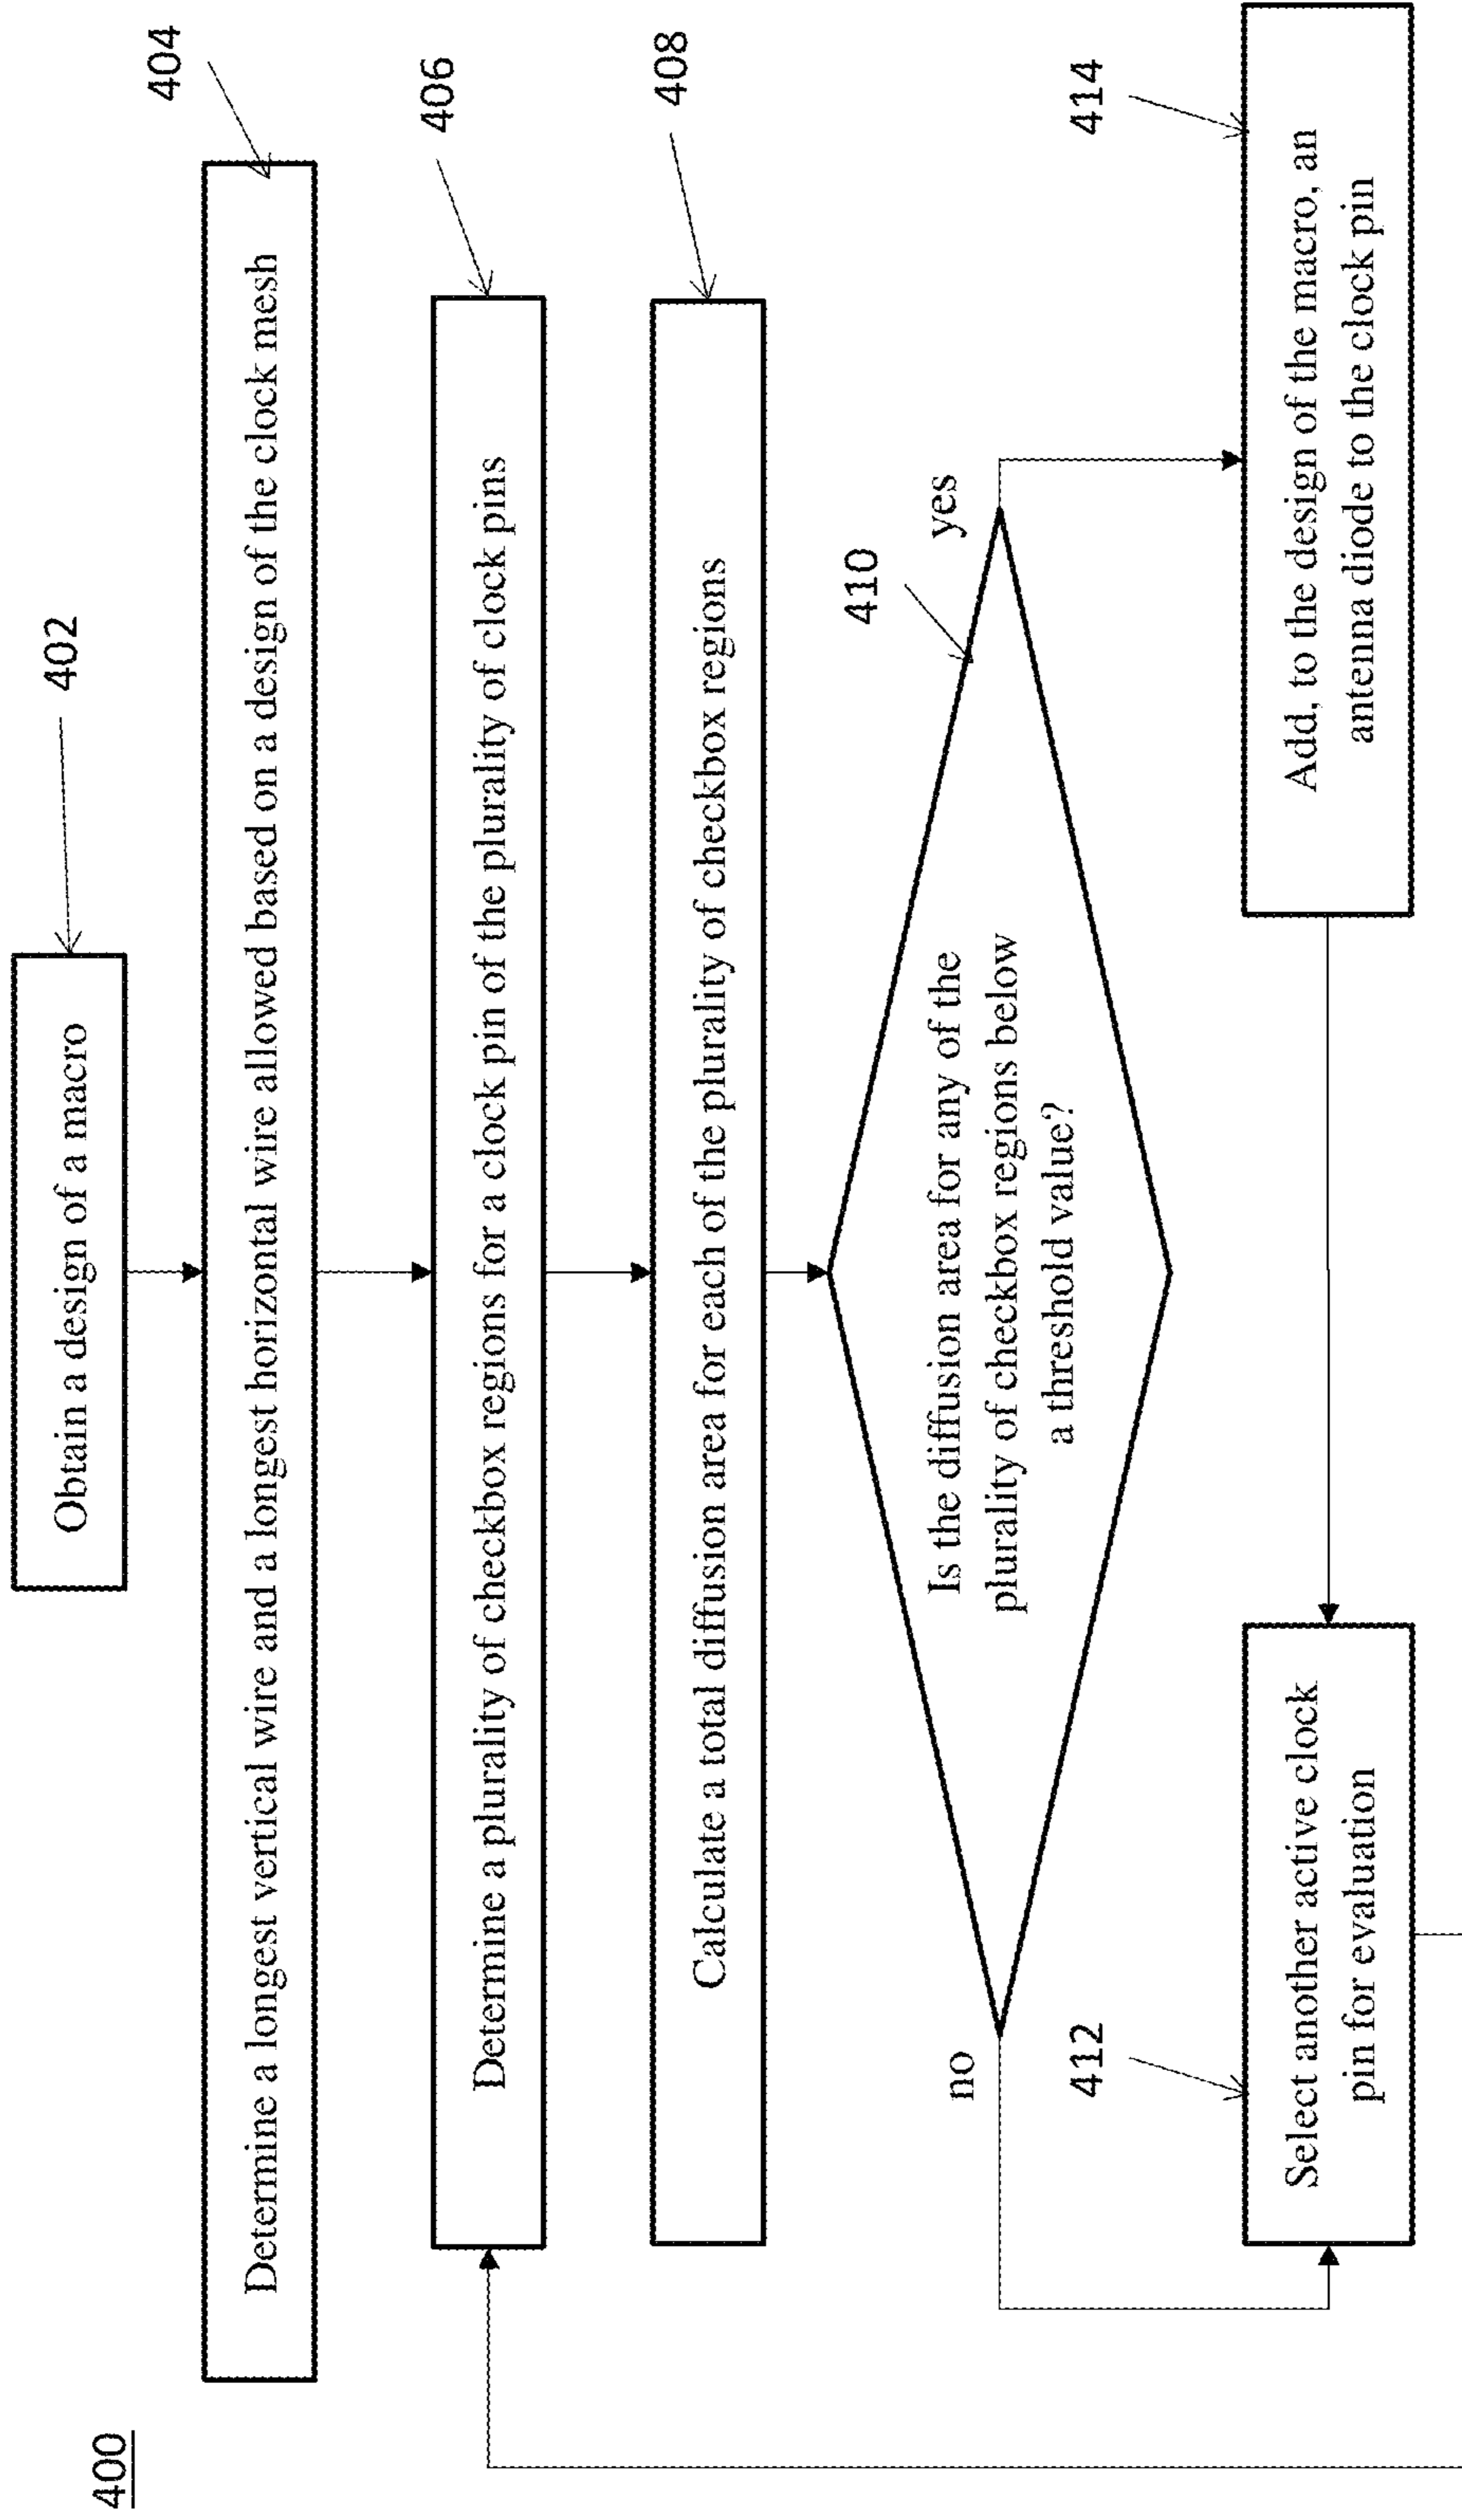 400
402
Obtain a design of a macro
404
Determine a longest vertical wire and a longest horizontal wire allowed based on a design of the clock mesh
406
Determine a plurality of checkbox regions for a clock pin of the plurality of clock pins
408
Calculate a total diffusion area for each of the plurality of checkbox regions
410
Is the diffusion area for any of the
plurality of checkbox regions below
a threshold value?
no
yes
412
Select another active clock
pin for evaluation
414
Add, to the design of the macro, an
antenna diode to the clock pin